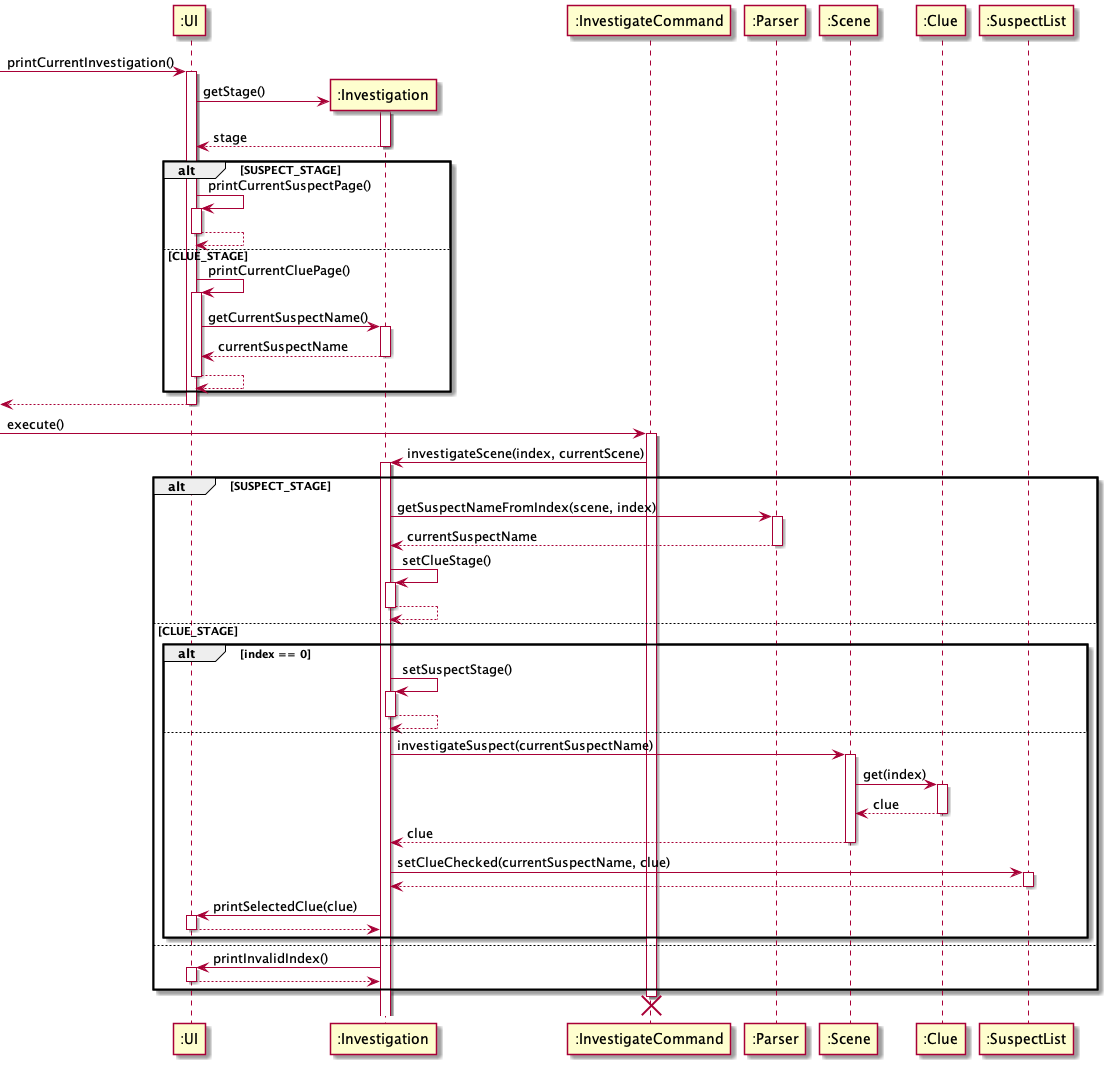 :UI :InvestigateCommand :Parser :Scene :Clue :SuspectList
printCurrentInvestigation()
getStage() :Investigation
stage
alt [SUSPECT_STAGE]
printCurrentSuspectPage()
[CLUE_STAGE]
printCurrentCluePage()
getCurrentSuspectName()
currentSuspectName
execute()
investigateScene(index, currentScene)
alt [SUSPECT_STAGE]
getSuspectNameFromIndex(scene, index)
currentSuspectName
setClueStage()
[CLUE_STAGE]
alt [index == 0]
setSuspectStage()
investigateSuspect(currentSuspectName)
get(index)
clue
clue
setClueChecked(currentSuspectName, clue)
printSelectedClue(clue)
printInvalidIndex()
:UI :Investigation :InvestigateCommand :Parser :Scene :Clue :SuspectList